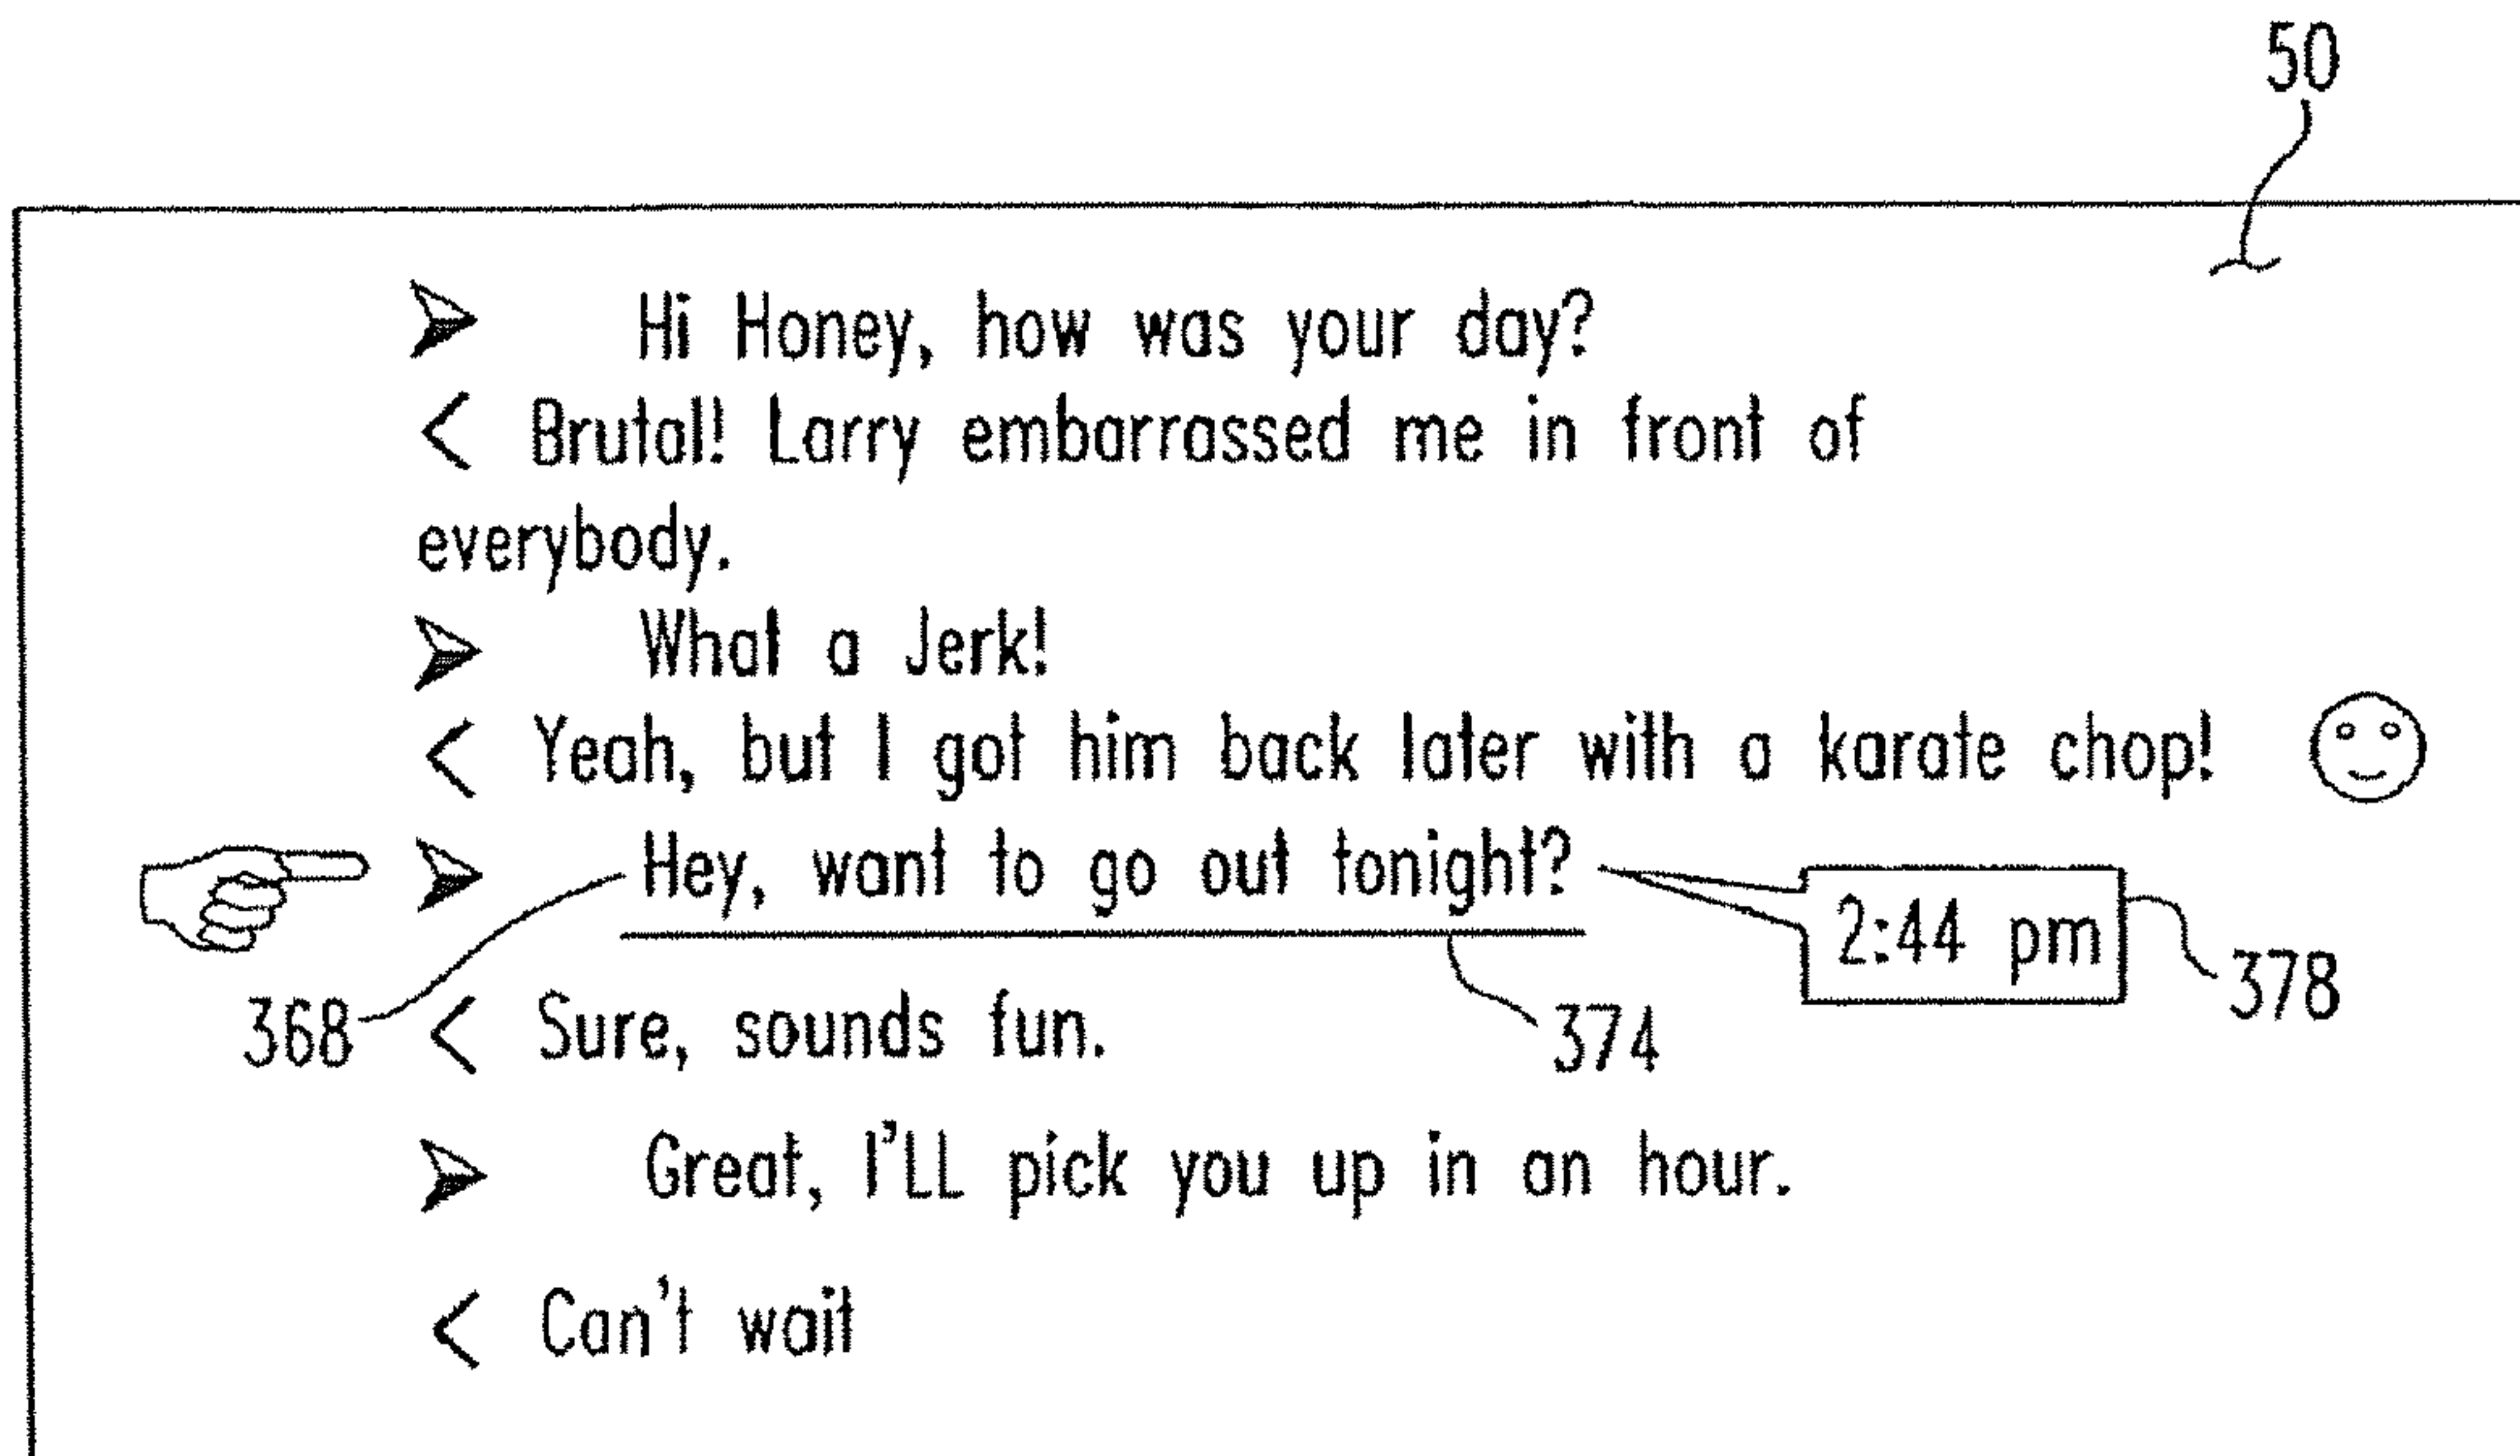 50
➢ Hi Honey, how was your day?
< Brutal! Larry embarrassed me in front of
everybody.
➢ What a Jerk!
< Yeah, but I got him back later with a karate chop!
➢ Hey, want to go out tonight?
2:44 pm
378
368
< Sure, sounds fun.
374
➢ Great, I'LL pick you up in an hour.
< Can't wait